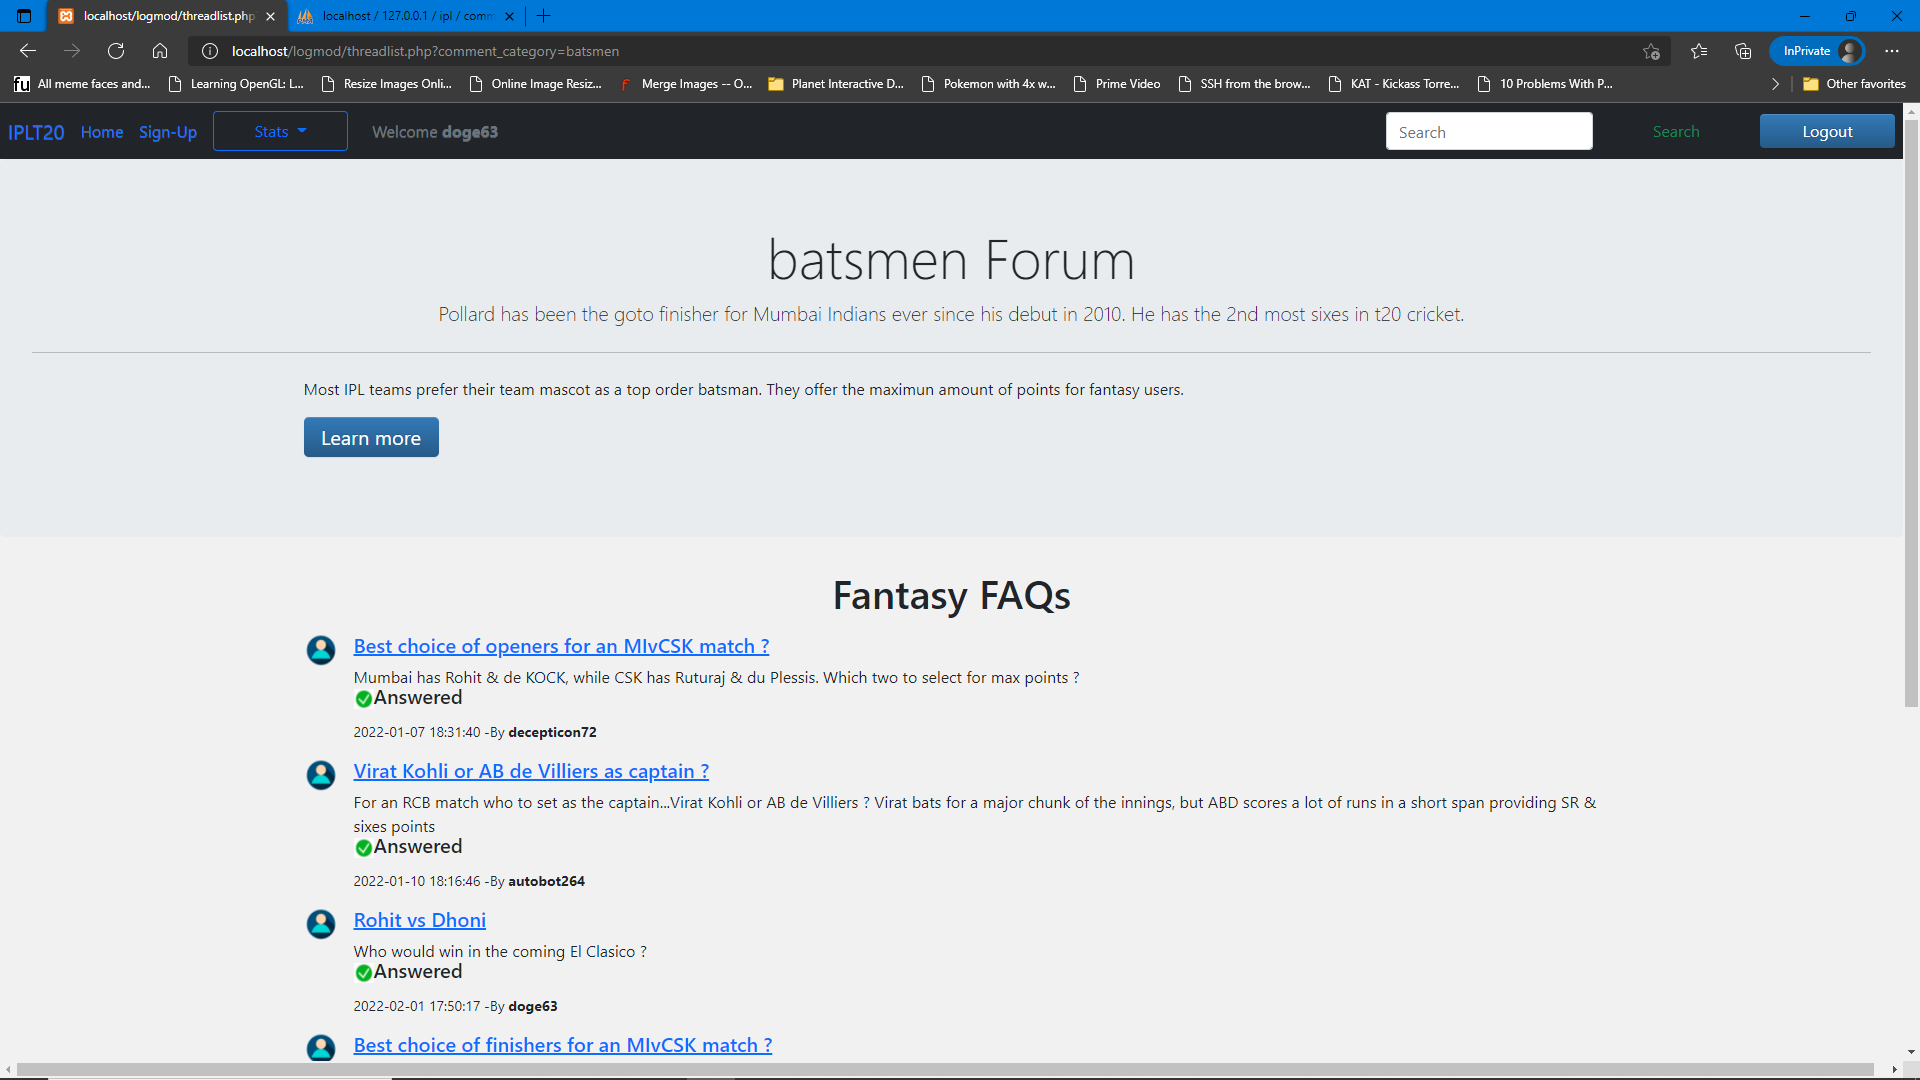 localhost/logmod/threadlist.php
localhost / 127.0.0.1 / ipl / comm
localhost/logmod/threadlist.php?comment_category=batsmen
InPrivate
fu All meme faces and...
Learning OpenGL: L...
Resize Images Onli...
Online Image Resiz...
Merge Images -- O...
Planet Interactive D...
Pokemon with 4x w...
Prime Video
SSH from the brow...
KAT - Kickass Torre...
10 Problems With P...
Other favorites
IPLT20 Home Sign-Up Stats Welcome doge63 Search Search Logout
batsmen Forum
Pollard has been the goto finisher for Mumbai Indians ever since his debut in 2010. He has the 2nd most sixes in t20 cricket.
Most IPL teams prefer their team mascot as a top order batsman. They offer the maximun amount of points for fantasy users.
Learn more
Fantasy FAQs
Best choice of openers for an MIvCSK match ?
Mumbai has Rohit & de KOCK, while CSK has Ruturaj & du Plessis. Which two to select for max points ?
Answered
2022-01-07 18:31:40 -By decepticon72
Virat Kohli or AB de Villiers as captain ?
For an RCB match who to set as the captain...Virat Kohli or AB de Villiers ? Virat bats for a major chunk of the innings, but ABD scores a lot of runs in a short span providing SR &
sixes points
Answered
2022-01-10 18:16:46 -By autobot264
Rohit vs Dhoni
Who would win in the coming El Clasico ?
Answered
2022-02-01 17:50:17 -By doge63
Best choice of finishers for an MIvCSK match ?